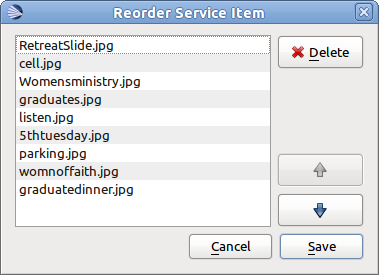 Reorder Service Item
RetreatSlide.jpg
cell.jpg
Womensministry.jpg
graduates.jpg
listen.jpg
5thtuesday.jpg
parking.jpg
womnoffaith.jpg
graduatedinner.jpg
Delete
Cancel
Save